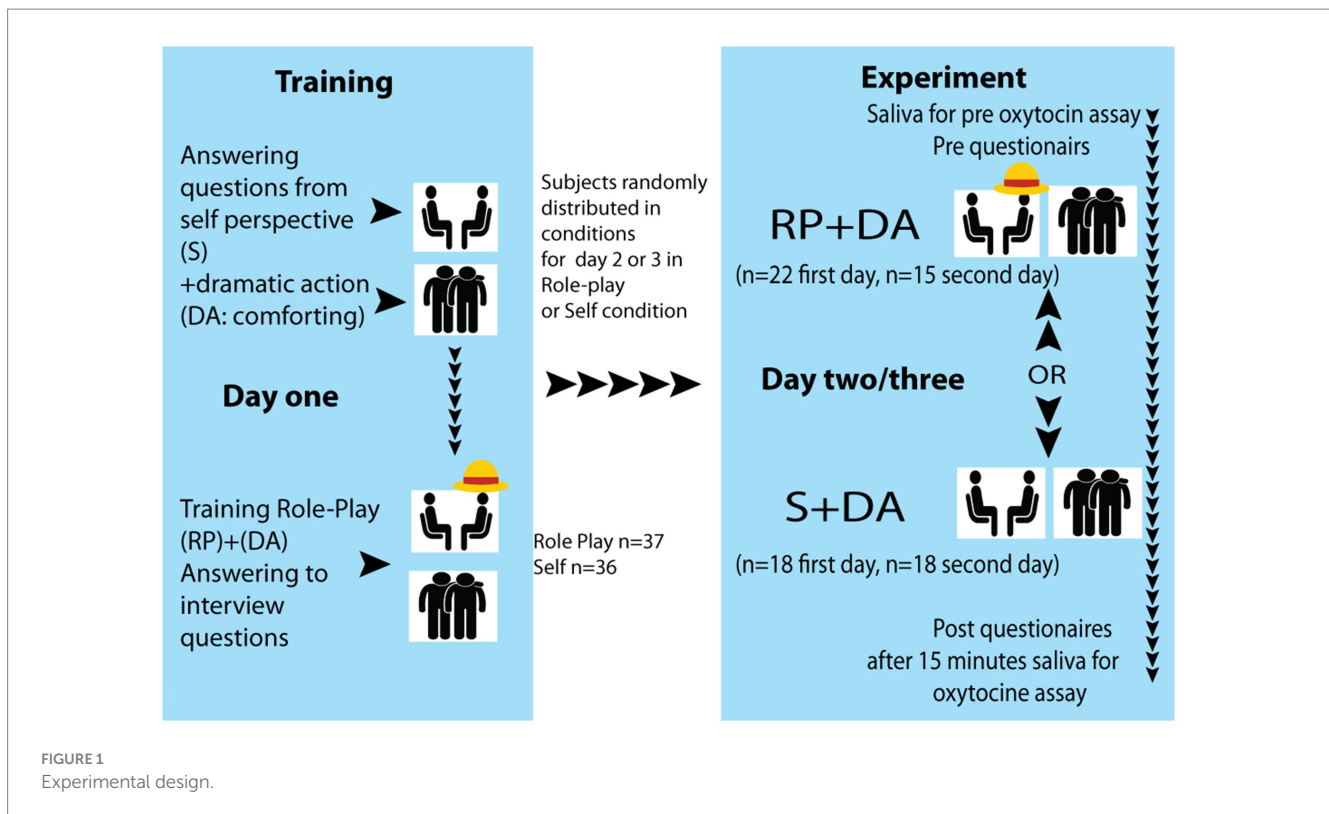 Training
Answering
questions from
self perspective
(S)
+dramatic action
(DA: comforting)
Day one
Training Role-Play
(RP)+(DA)
Answering to
interview
questions
Subjects randomly
distributed in
conditions
for day 2 or 3 in
Role-play
or Self condition
Role Play n=37
Self n=36
Experiment
Saliva for pre oxytocin assay
Pre questionairs
RP+DA
(n=22 first day, n=15 second day)
Day two/three
OR
S+DA
(n=18 first day, n=18 second day)
Post questionaires
after 15 minutes saliva for
oxytocine assay
FIGURE 1
Experimental design.